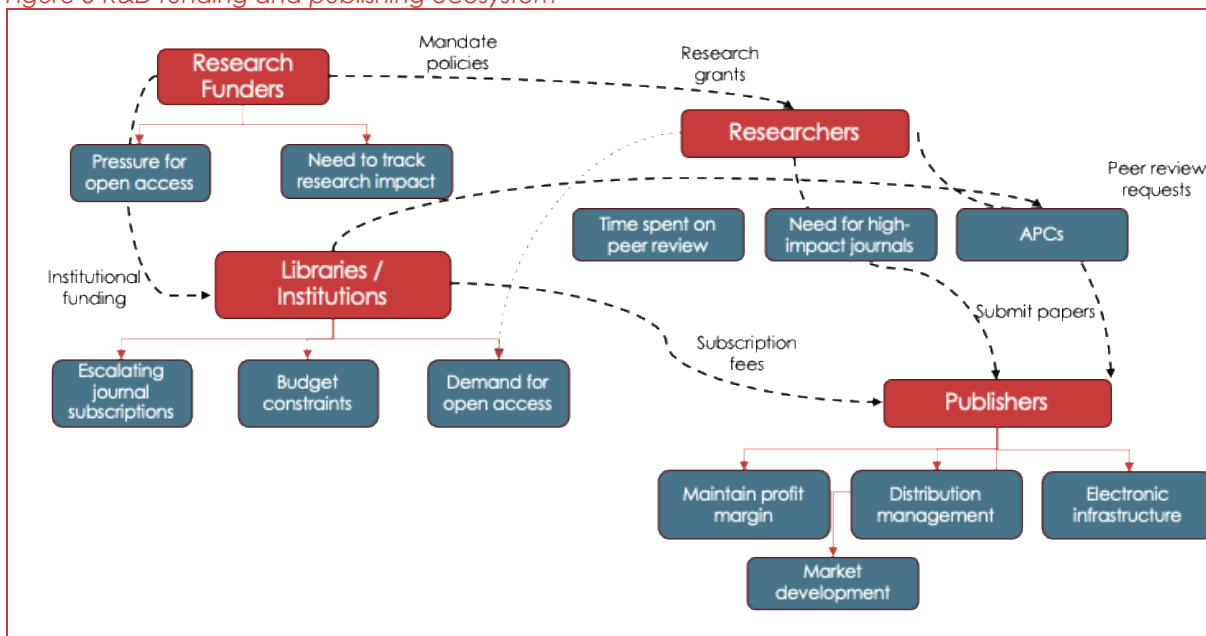 Figure 6 R&D funding and publishing ecosystem
Mandate
policies
Research
Funders
Research
grants
Researchers
Pressure for
open access
Need to track
research impact
Peer review
requests
Time spent on
peer review
Need for high-
impact journals
APCs
Institutional
funding
Libraries /
Institutions
Submit papers
Subscription
fees
Escalating
journal
subscriptions
Budget
constraints
Demand for
open access
Publishers
Maintain profit
margin
Distribution
management
Electronic
infrastructure
Market
development